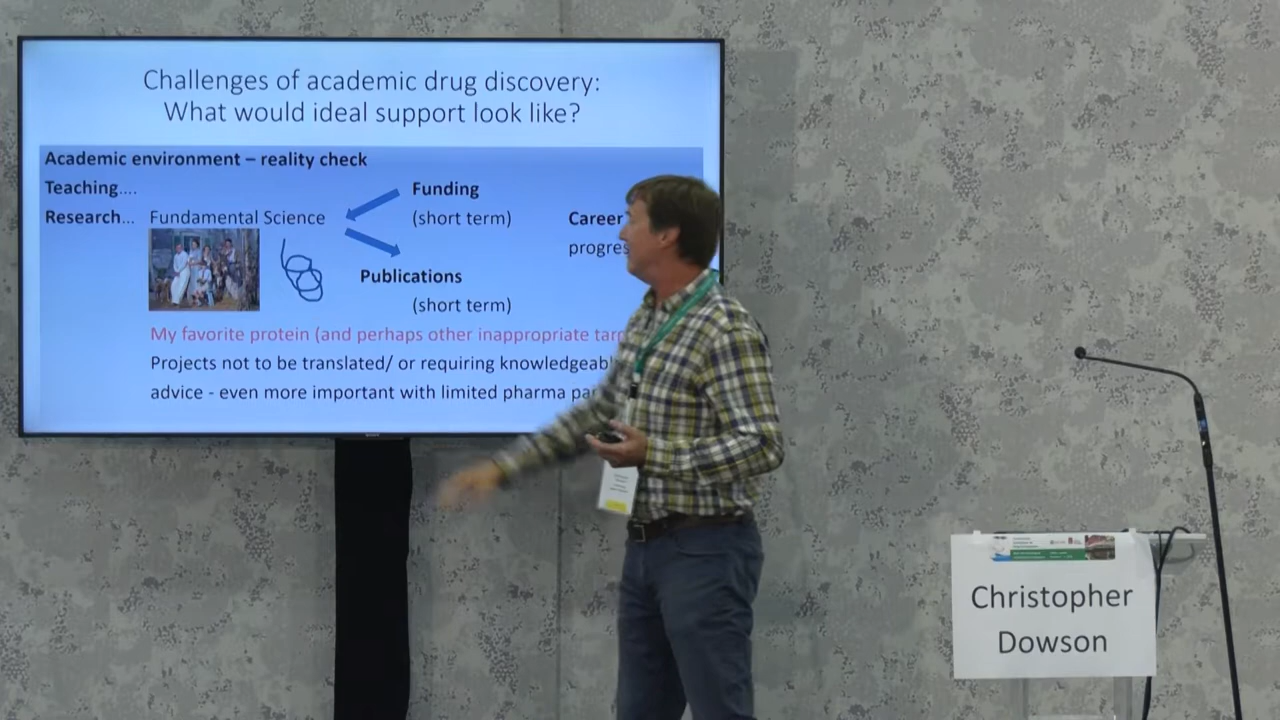 Challenges of academic drug discovery:
What would ideal support look like?
Academic environment – reality check
Teaching.... Funding
Research... Fundamental Science (short term) Career
progres
Publications
(short term)
My favorite protein (and perhaps other inappropriate tar
Projects not to be translated/ or requiring knowledgeabl
advice - even more important with limited pharma pa
Christopher
Dowson